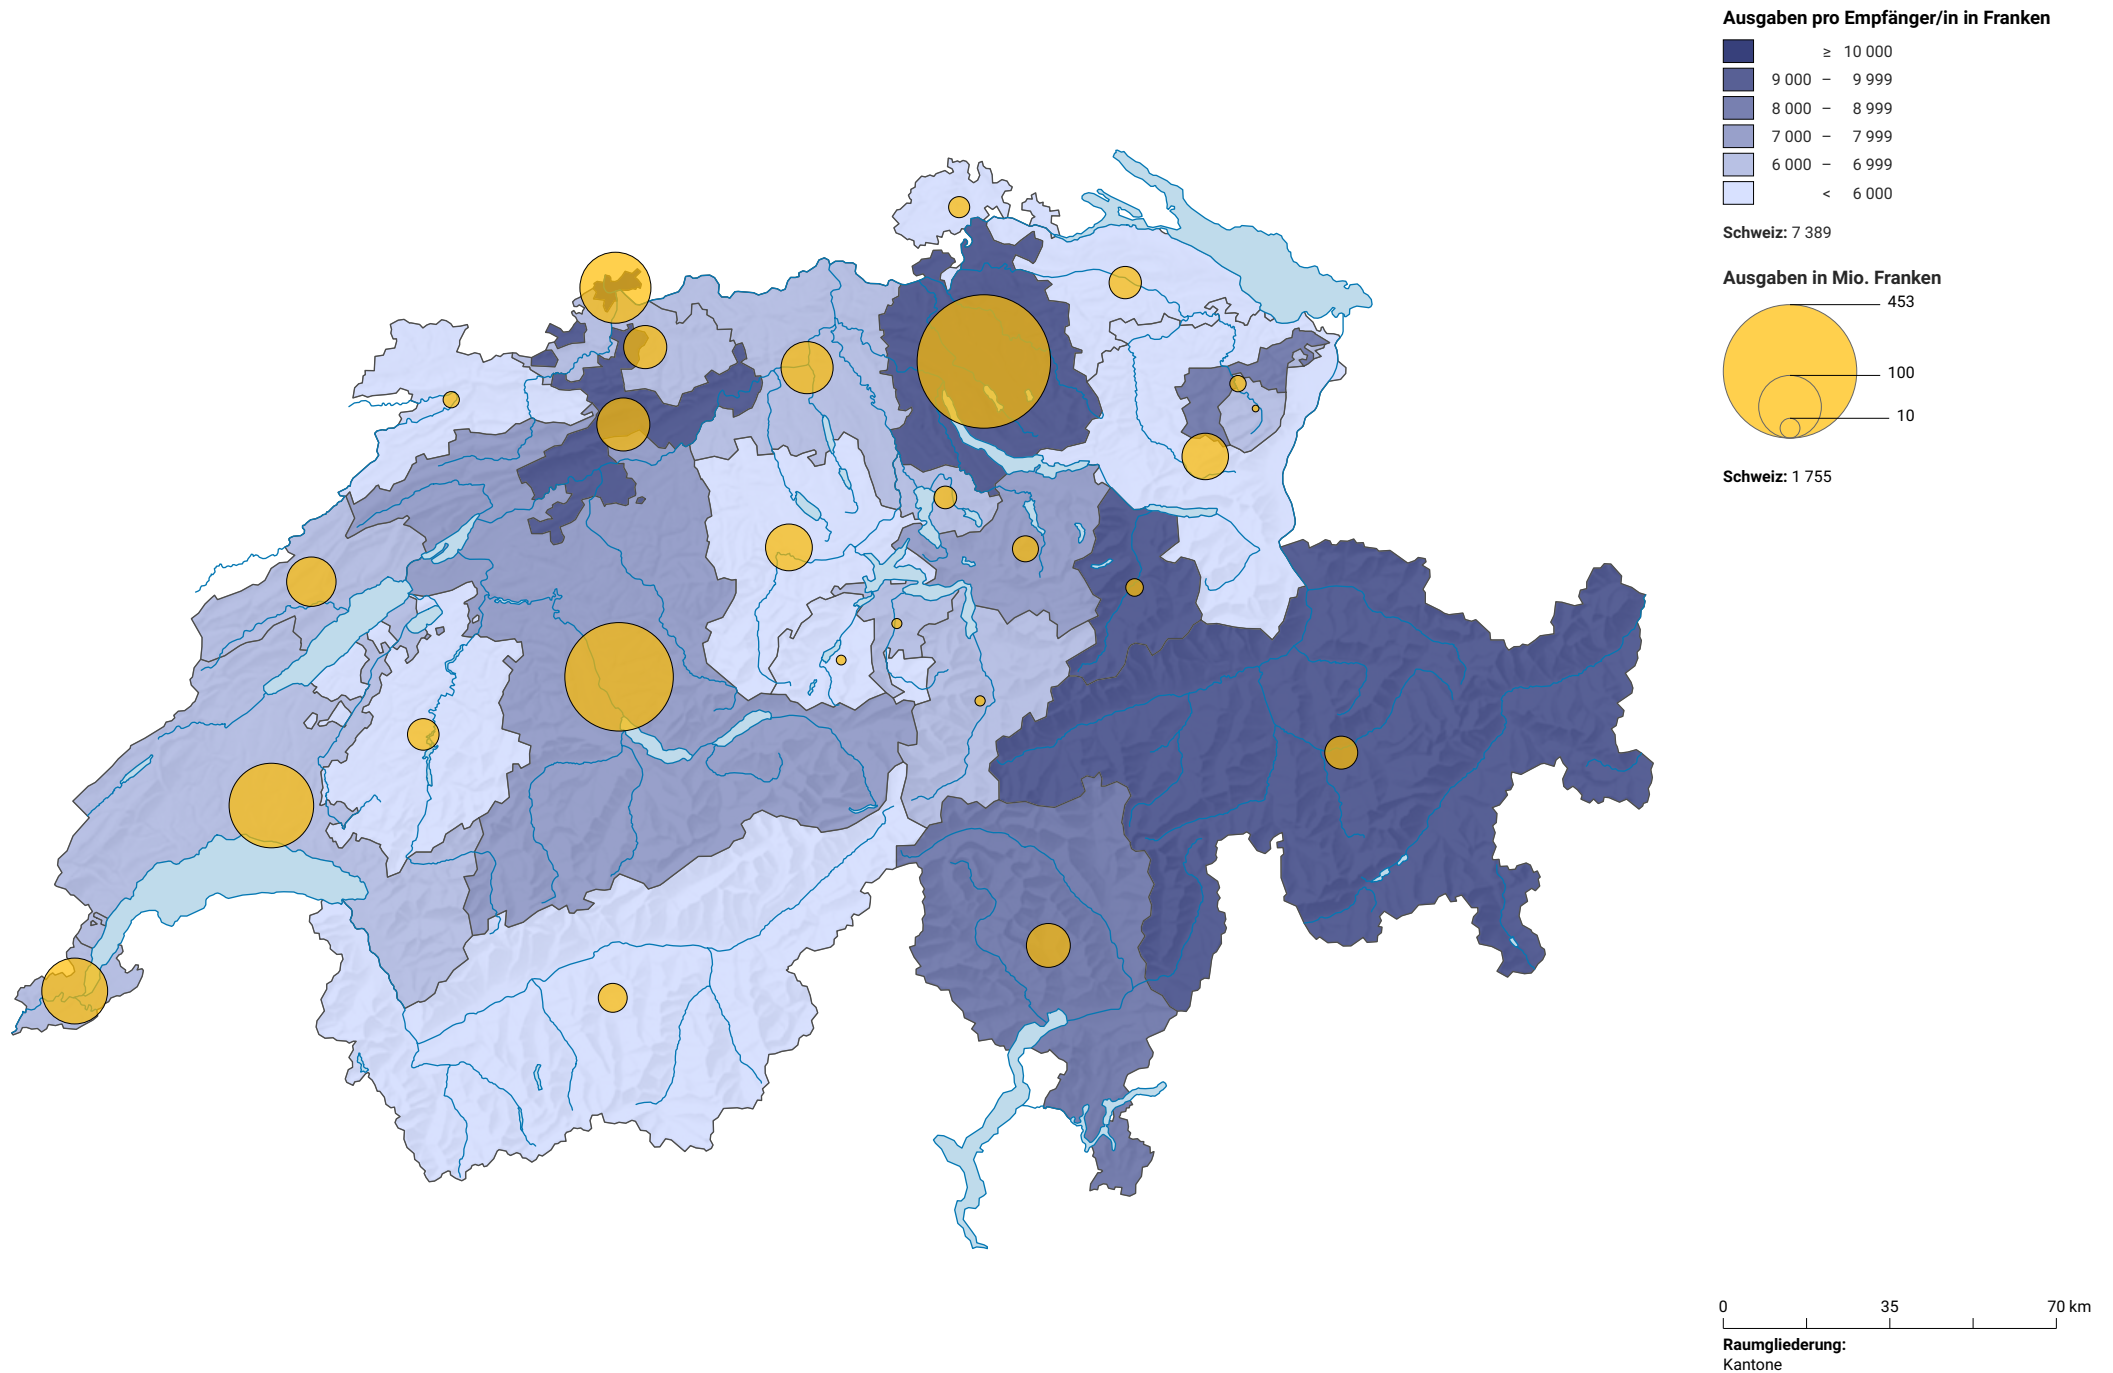 Ausgaben pro Empfänger/in in Franken
≥ 10 000
9 000 – 9 999
8 000 – 8 999
7 000 – 7 999
6 000 – 6 999
< 6 000
Schweiz: 7 389
Ausgaben in Mio. Franken
453
100
10
Schweiz: 1 755
0 35 70 km
Raumgliederung:
Kantone